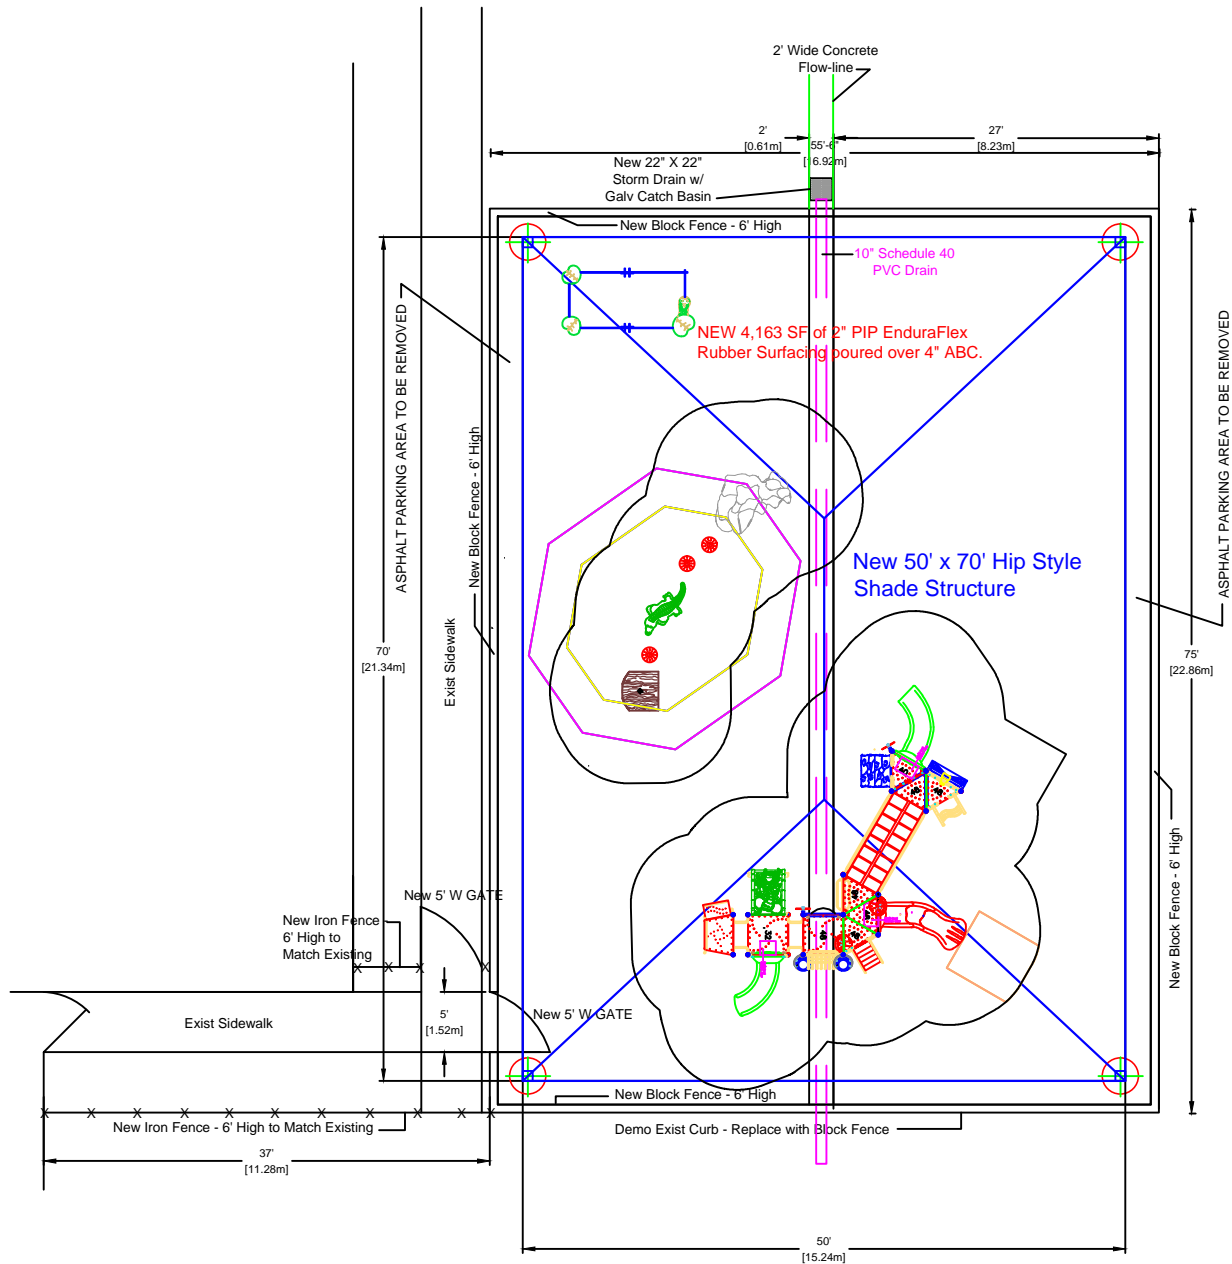 2' Wide Concrete
Flow-line
2'
[0.61m]
55'-6"
[16.92m]
27'
[8.23m]
New 22" X 22"
Storm Drain w/
Galv Catch Basin
New Block Fence - 6' High
10" Schedule 40
PVC Drain
NEW 4,163 SF of 2" PIP EnduraFlex
Rubber Surfacing poured over 4" ABC.
ASPHALT PARKING AREA TO BE REMOVED
ASPHALT PARKING AREA TO BE REMOVED
New Block Fence - 6' High
New 50' x 70' Hip Style
Shade Structure
Exist Sidewalk
70'
[21.34m]
75'
[22.86m]
New Block Fence - 6' High
New 5' W GATE
New Iron Fence
6' High to
Match Existing
Exist Sidewalk
5'
[1.52m]
New 5' W GATE
New Block Fence - 6' High
New Iron Fence - 6' High to Match Existing
Demo Exist Curb - Replace with Block Fence
37'
[11.28m]
50'
[15.24m]